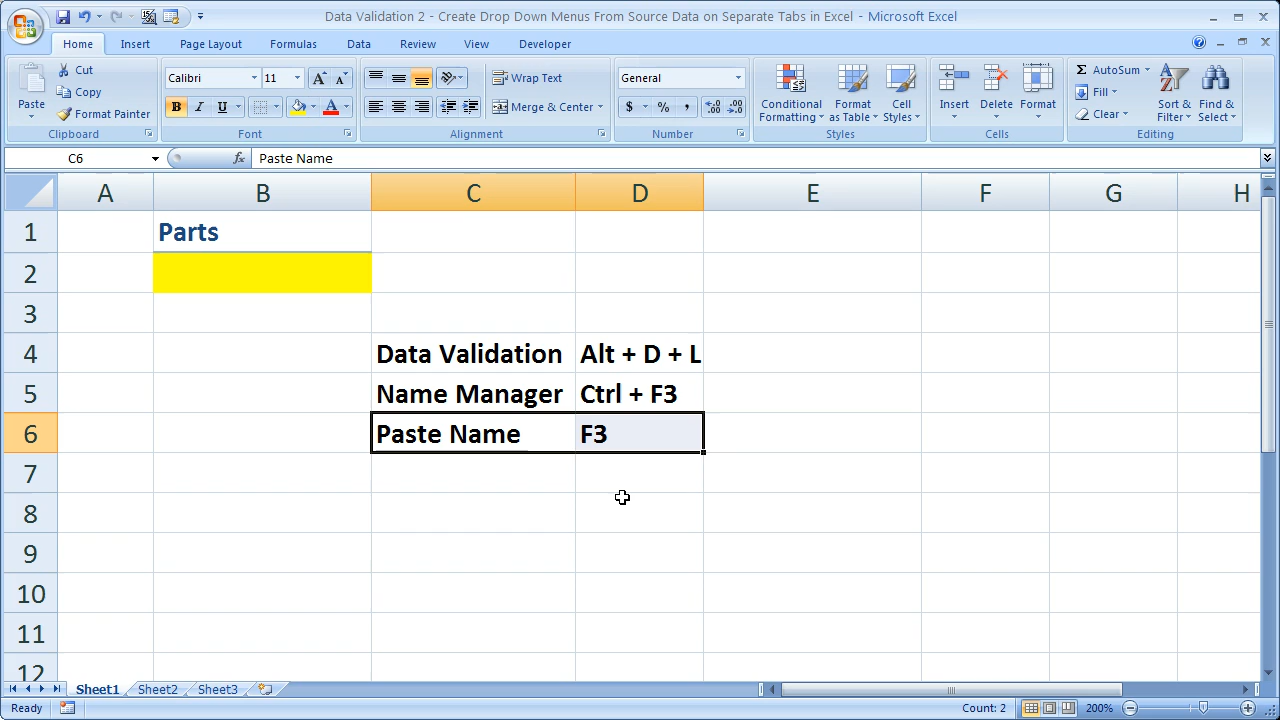 Data Validation 2 - Create Drop Down Menus From Source Data on Separate Tabs in Excel - Microsoft Excel
Home Insert Page Layout Formulas Data Review View Developer
Paste
Cut
Copy
Format Painter
Clipboard
Calibri 11
B I U
Font
Wrap Text
Merge & Center
Alignment
General
$ % , .00 .0
Number
Conditional Formatting
Format as Table
Cell Styles
Styles
Insert Delete Format
Cells
Σ AutoSum
Fill
Clear
Sort & Filter
Find & Select
Editing
C6 fx Paste Name
A B C D E F G H
1 Parts
2
3
4 Data Validation Alt + D + L
5 Name Manager Ctrl + F3
6 Paste Name F3
7
8
9
10
11
12
Sheet1 Sheet2 Sheet3
Ready Count: 2 200%